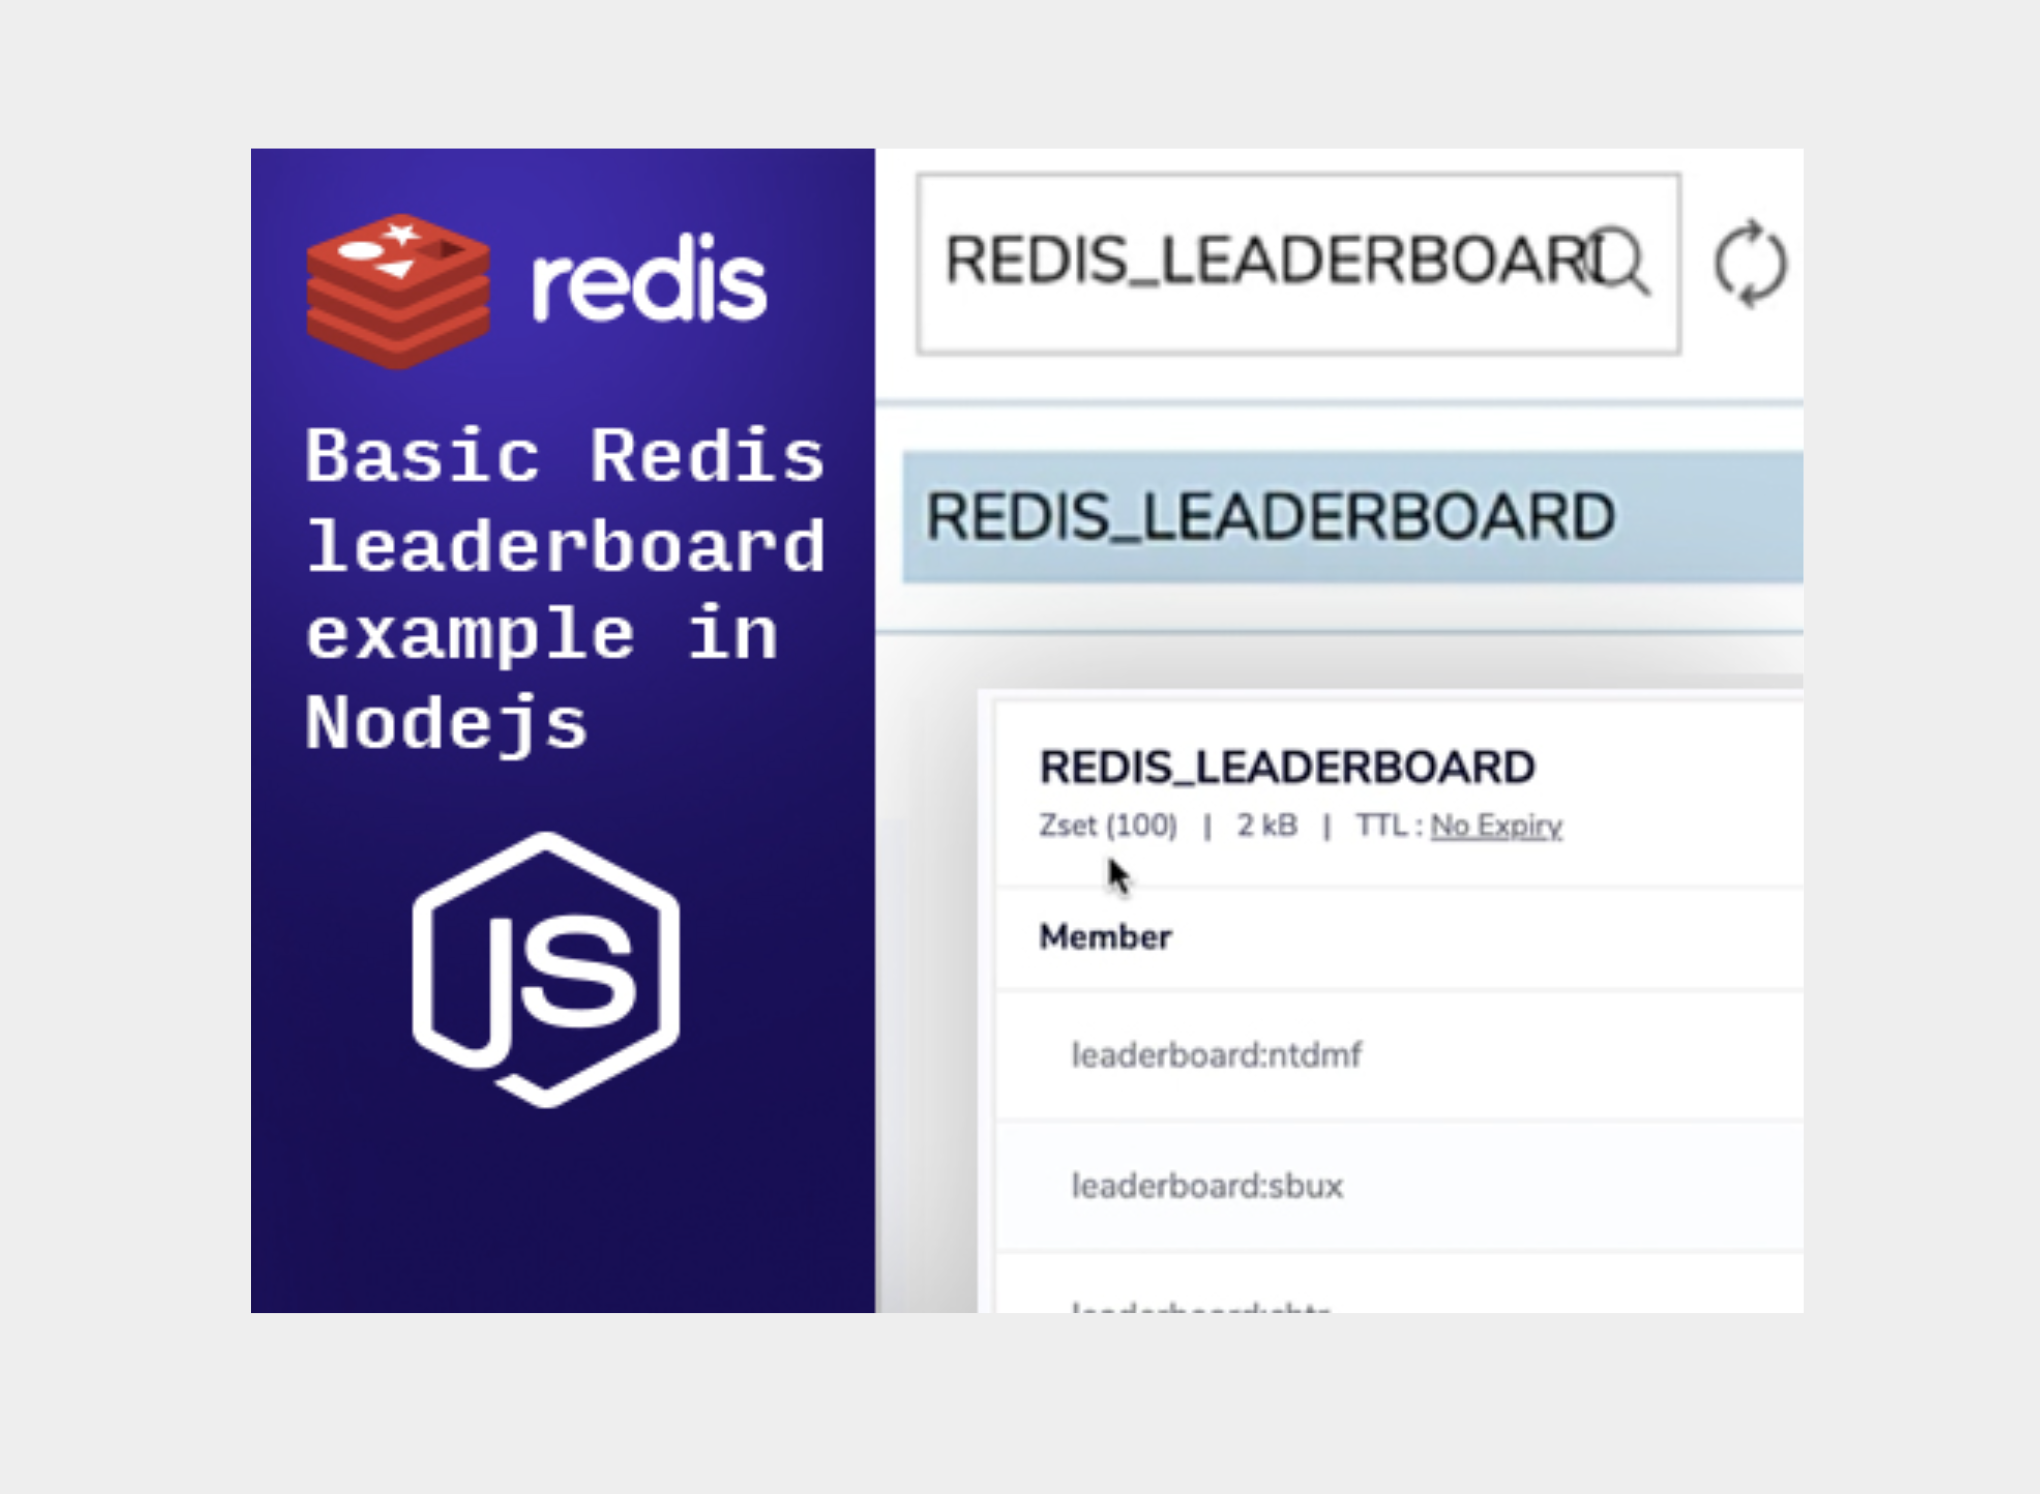 redis
Basic Redis
leaderboard
example in
Nodejs
JS
REDIS_LEADERBOARD
REDIS_LEADERBOARD
REDIS_LEADERBOARD
Zset (100) | 2 kB | TTL : No Expiry
Member
leaderboard:ntdmf
leaderboard:sbux